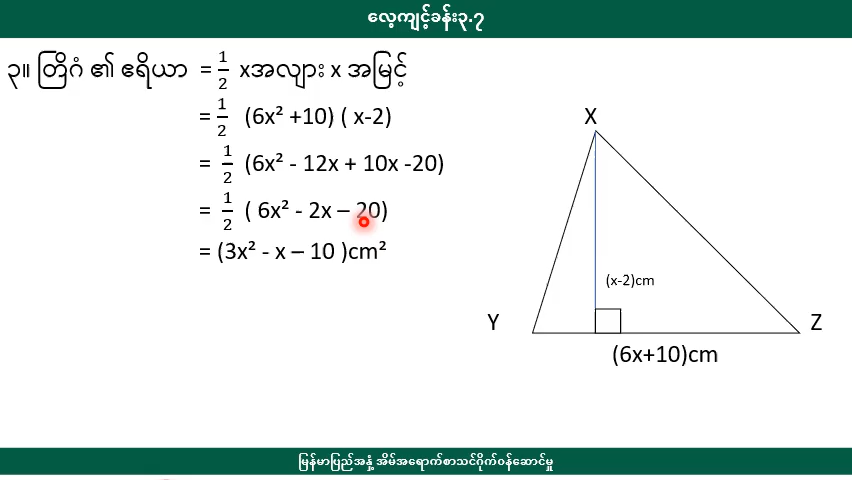 လေ့ကျင့်ခန်း၃.၇
၃။ တြိဂံ ၏ ဧရိယာ = 1/2 xအလျား x အမြင့်
= 1/2 (6x² +10) ( x-2)
= 1/2 (6x² - 12x + 10x -20)
= 1/2 ( 6x² - 2x – 20)
= (3x² - x – 10 )cm²
X
(x-2)cm
Y
Z
(6x+10)cm
မြန်မာပြည်အနှံ့ အိမ်အရောက်စာသင်ဂိုက်ဝန်ဆောင်မှု